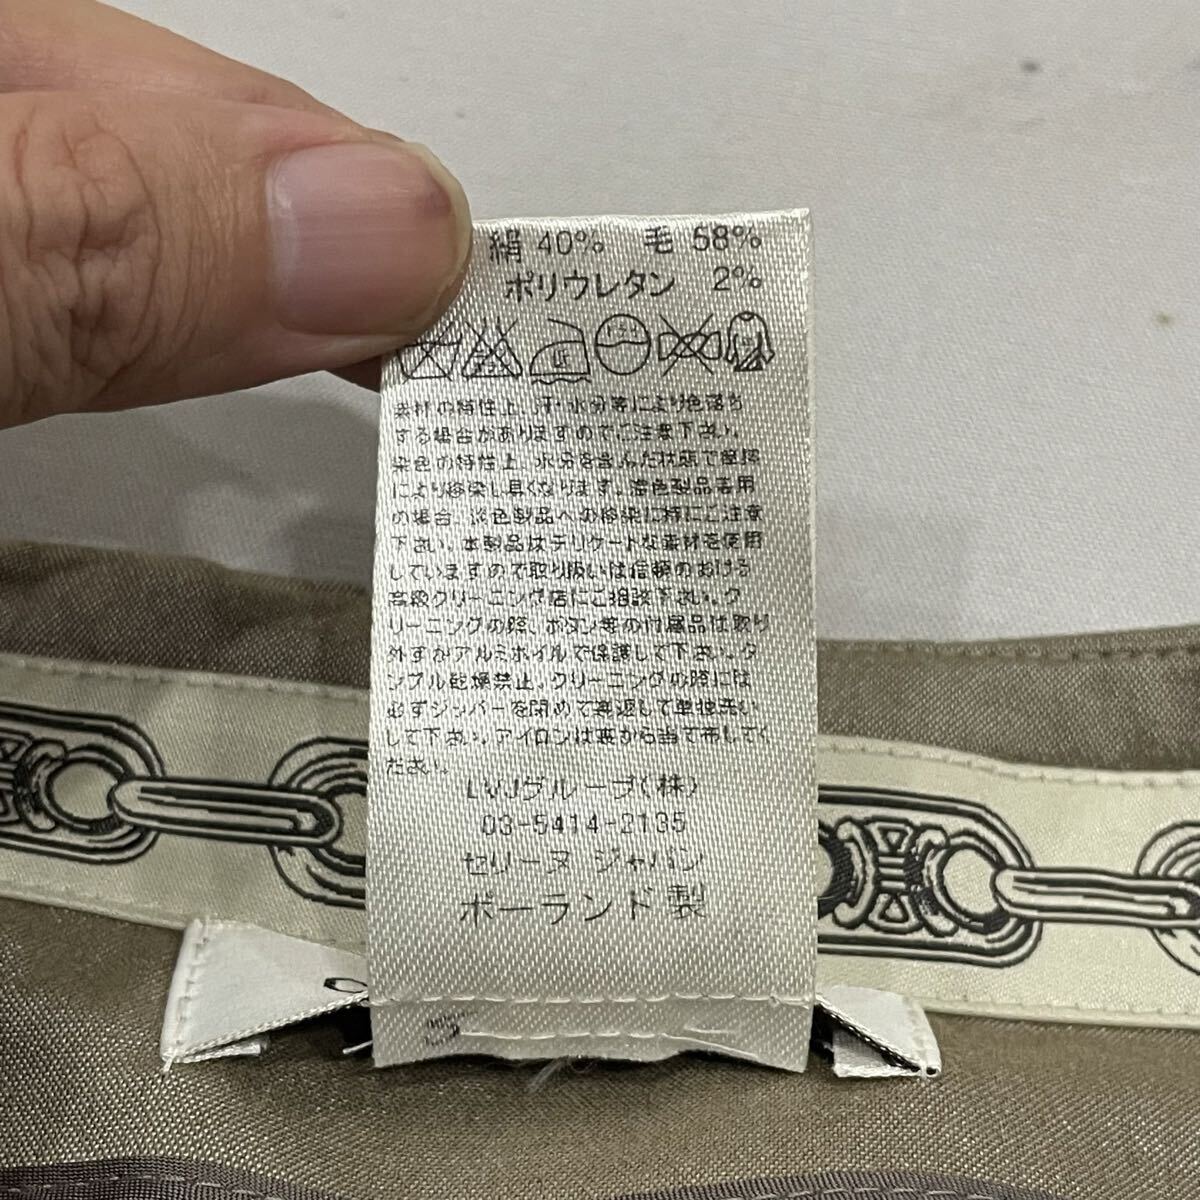 絹 40% 毛 58%
ポリウレタン 2%
素材の特性上、汗・水分等により色落ち
する場合がありますのでご注意下さい。
染色の特性上、水分を含んだ状態で摩擦
により移染し易くなります。濃色製品着用
の場合、淡色製品への移染に特にご注意
下さい。本製品はデリケートな素材を使用
していますので取り扱いは信頼のおける
高級クリーニング店にご相談下さい。ク
リーニングの際、ボタン等の付属品は取り
外すかアルミホイルで保護して下さい。タ
ンブル乾燥禁止。クリーニングの際には
必ずジッパーを閉めて裏返して単独洗い
して下さい。アイロンは裏から当て布してく
ださい。
LVJグループ(株)
03-5414-2135
セリーヌ ジャパン
ポーランド製